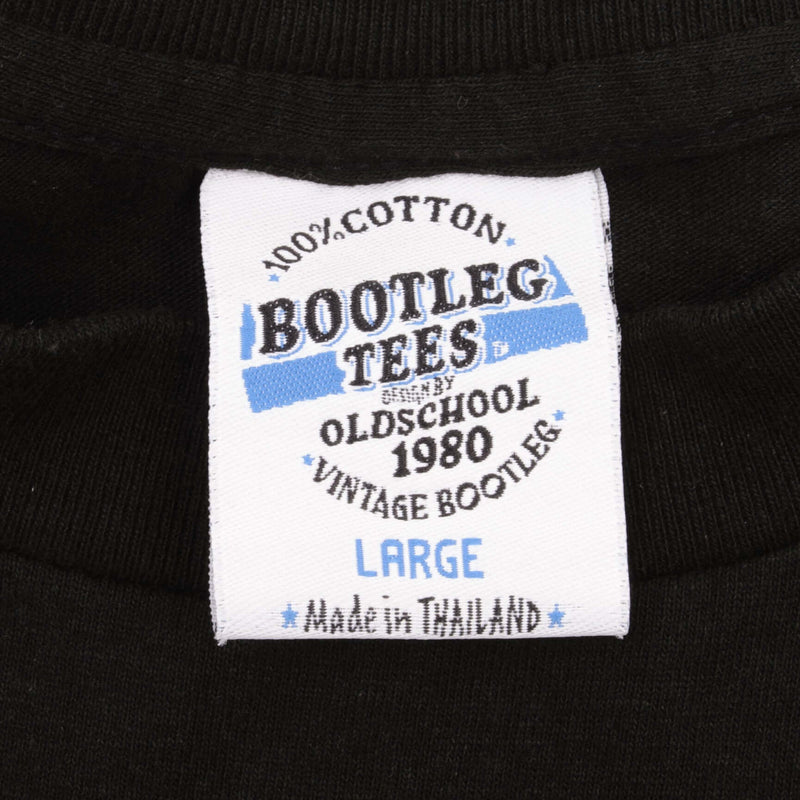 100% COTTON
BOOTLEG
TEES
DESIGN BY
OLDSCHOOL
1980
VINTAGE BOOTLEG
LARGE
Made in THAILAND